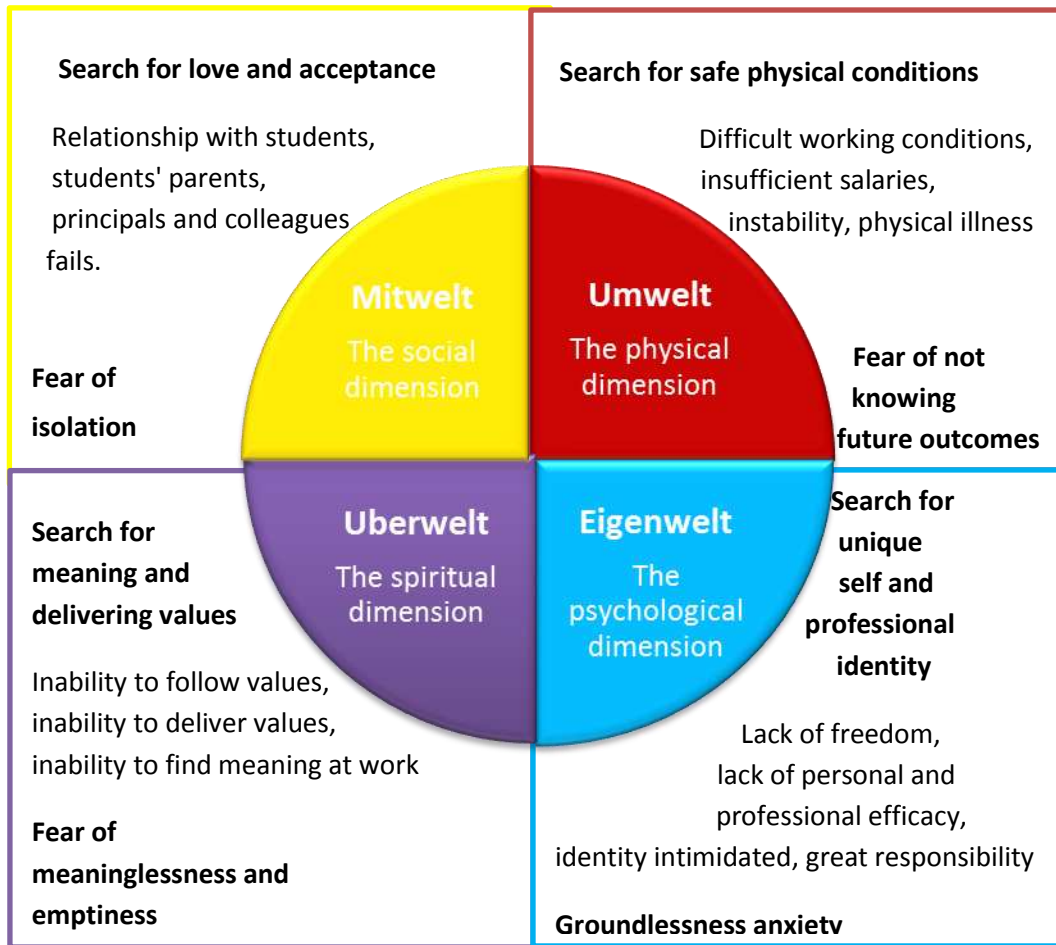 Search for love and acceptance
Relationship with students,
students' parents,
principals and colleagues
fails.
Fear of
isolation
Search for safe physical conditions
Difficult working conditions,
insufficient salaries,
instability, physical illness
Fear of not
knowing
future outcomes
Mitwelt
The social
dimension
Umwelt
The physical
dimension
Uberwelt
The spiritual
dimension
Eigenwelt
The
psychological
dimension
Search for
meaning and
delivering values
Inability to follow values,
inability to deliver values,
inability to find meaning at work
Fear of
meaninglessness and
emptiness
Search for
unique
self and
professional
identity
Lack of freedom,
lack of personal and
professional efficacy,
identity intimidated, great responsibility
Groundlessness anxiety